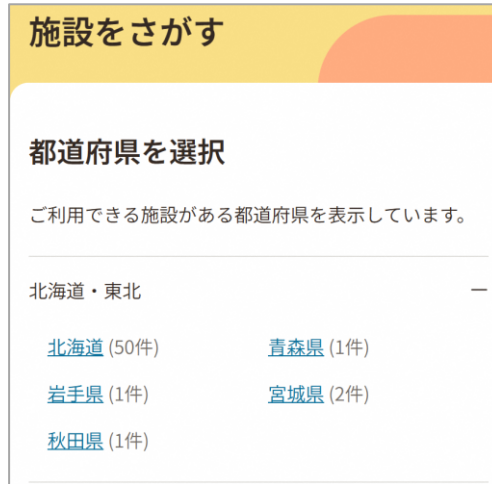 施設をさがす
都道府県を選択
ご利用できる施設がある都道府県を表示しています。
北海道・東北
北海道 (50件) 青森県 (1件)
岩手県 (1件) 宮城県 (2件)
秋田県 (1件)